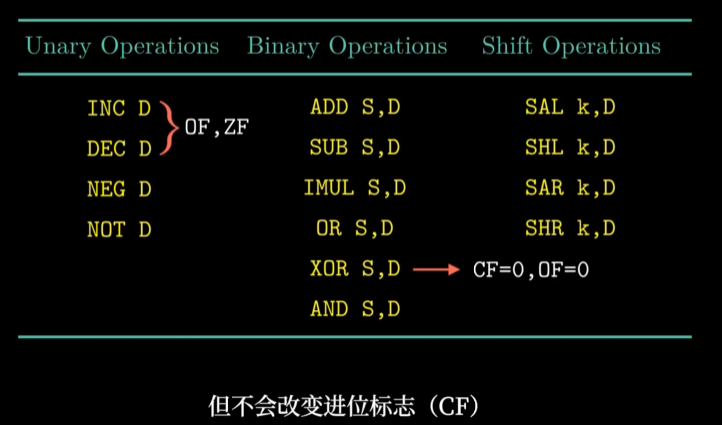 Unary Operations Binary Operations Shift Operations
INC D ADD S,D SAL k,D
OF,ZF
DEC D SUB S,D SHL k,D
NEG D IMUL S,D SAR k,D
NOT D OR S,D SHR k,D
XOR S,D CF=0,OF=0
AND S,D
但不会改变进位标志（CF）